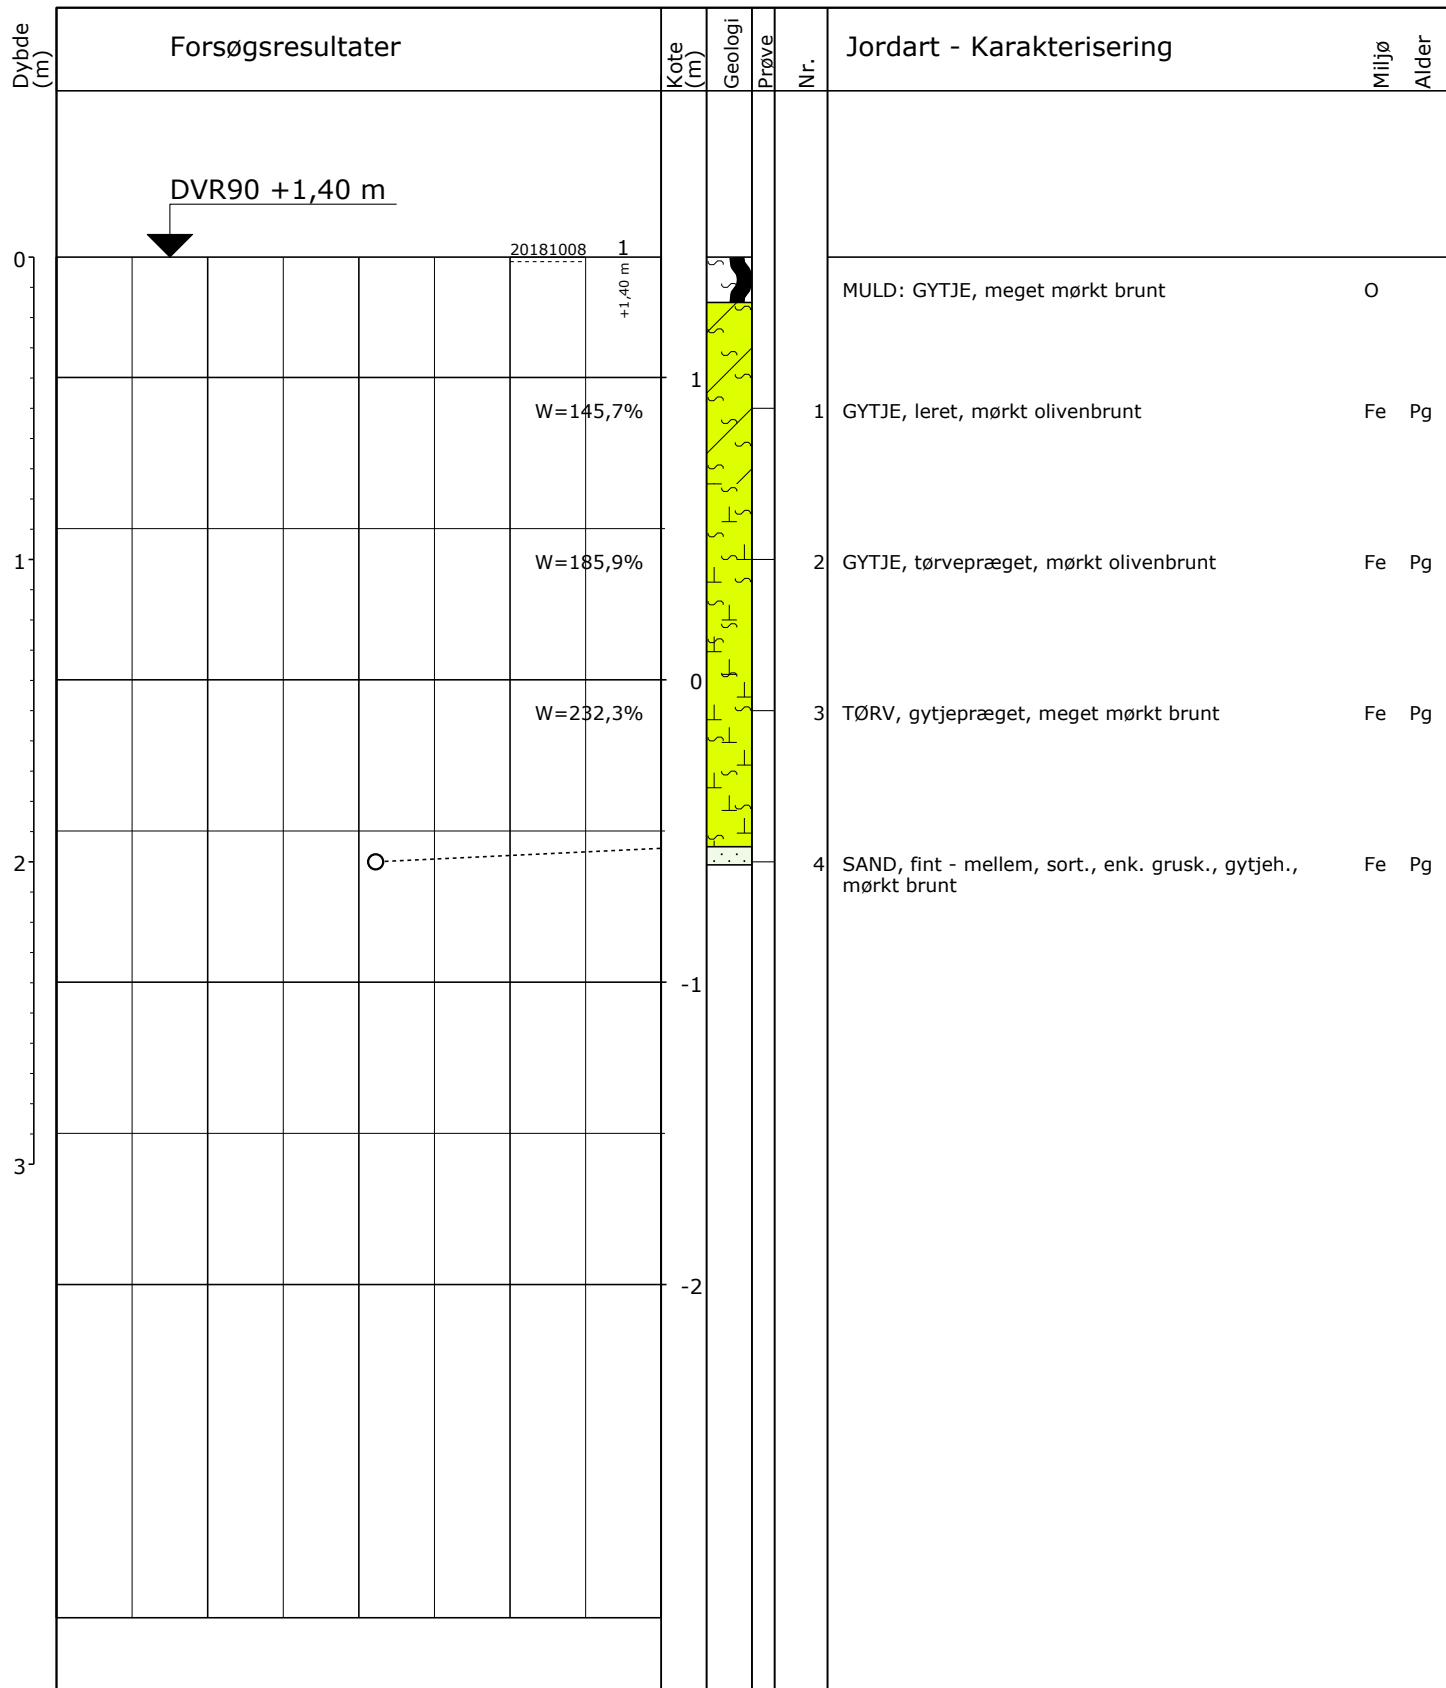 Dybde
(m)
Forsøgsresultater
Kote
(m)
Geologi
Prøve
Nr.
Jordart - Karakterisering
Miljø
Alder
DVR90 +1,40 m
0
20181008
1
+1,40 m
MULD: GYTJE, meget mørkt brunt O
1
W=145,7% 1 GYTJE, leret, mørkt olivenbrunt Fe Pg
1 W=185,9% 2 GYTJE, tørvepræget, mørkt olivenbrunt Fe Pg
0
W=232,3% 3 TØRV, gytjepræget, meget mørkt brunt Fe Pg
2 4 SAND, fint - mellem, sort., enk. grusk., gytjeh., Fe Pg
mørkt brunt
-1
3
-2